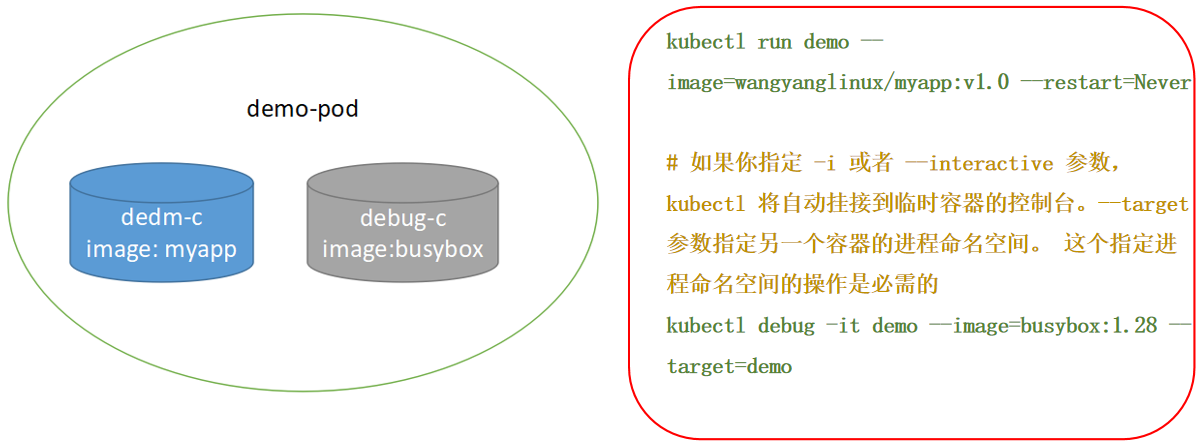 demo-pod
dedm-c
image: myapp
debug-c
image:busybox
kubectl run demo --
image=wangyanglinux/myapp:v1.0 --restart=Never
# 如果你指定 -i 或者 --interactive 参数，
kubectl 将自动挂接到临时容器的控制台。--target
参数指定另一个容器的进程命名空间。 这个指定进
程命名空间的操作是必需的
kubectl debug -it demo --image=busybox:1.28 --
target=demo